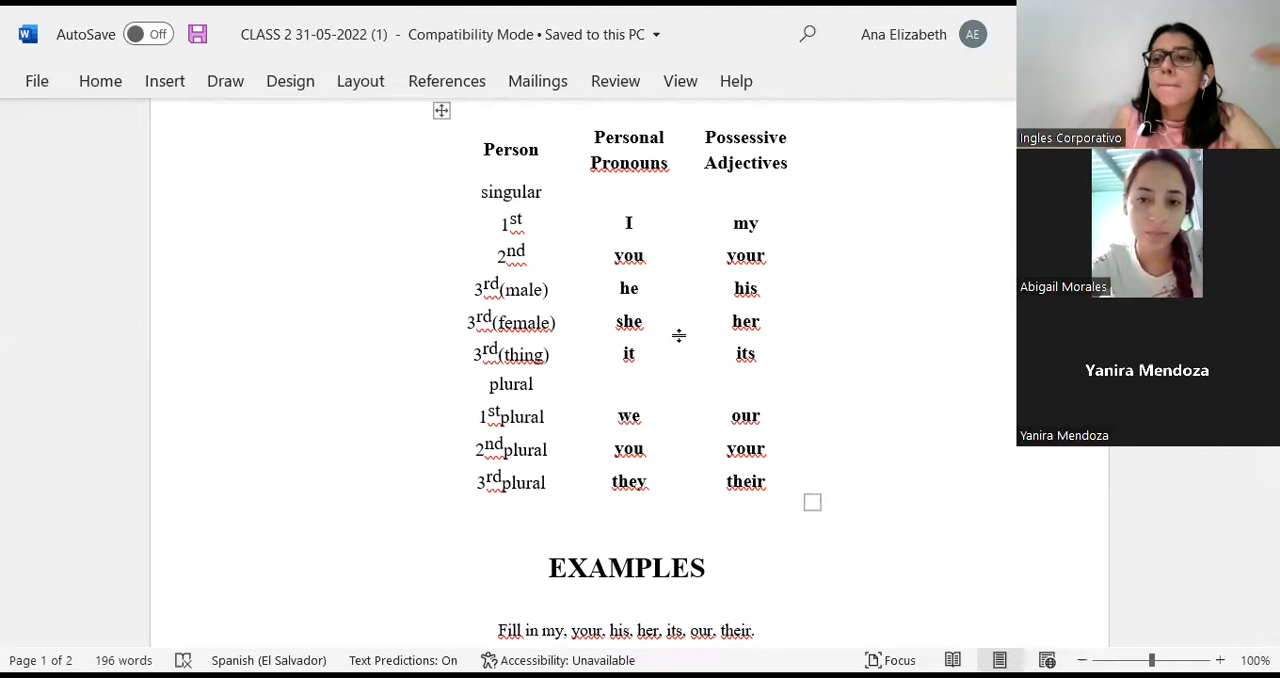 AutoSave Off CLASS 2 31-05-2022 (1) - Compatibility Mode • Saved to this PC Ana Elizabeth AE
File Home Insert Draw Design Layout References Mailings Review View Help
Person Personal Pronouns Possessive Adjectives
singular
1st I my
2nd you your
3rd(male) he his
3rd(female) she her
3rd(thing) it its
plural
1stplural we our
2ndplural you your
3rdplural they their
EXAMPLES
Fill in my, your, his, her, its, our, their.
Page 1 of 2 196 words Spanish (El Salvador) Text Predictions: On Accessibility: Unavailable Focus 100%
Ingles Corporativo
Abigail Morales
Yanira Mendoza
Yanira Mendoza